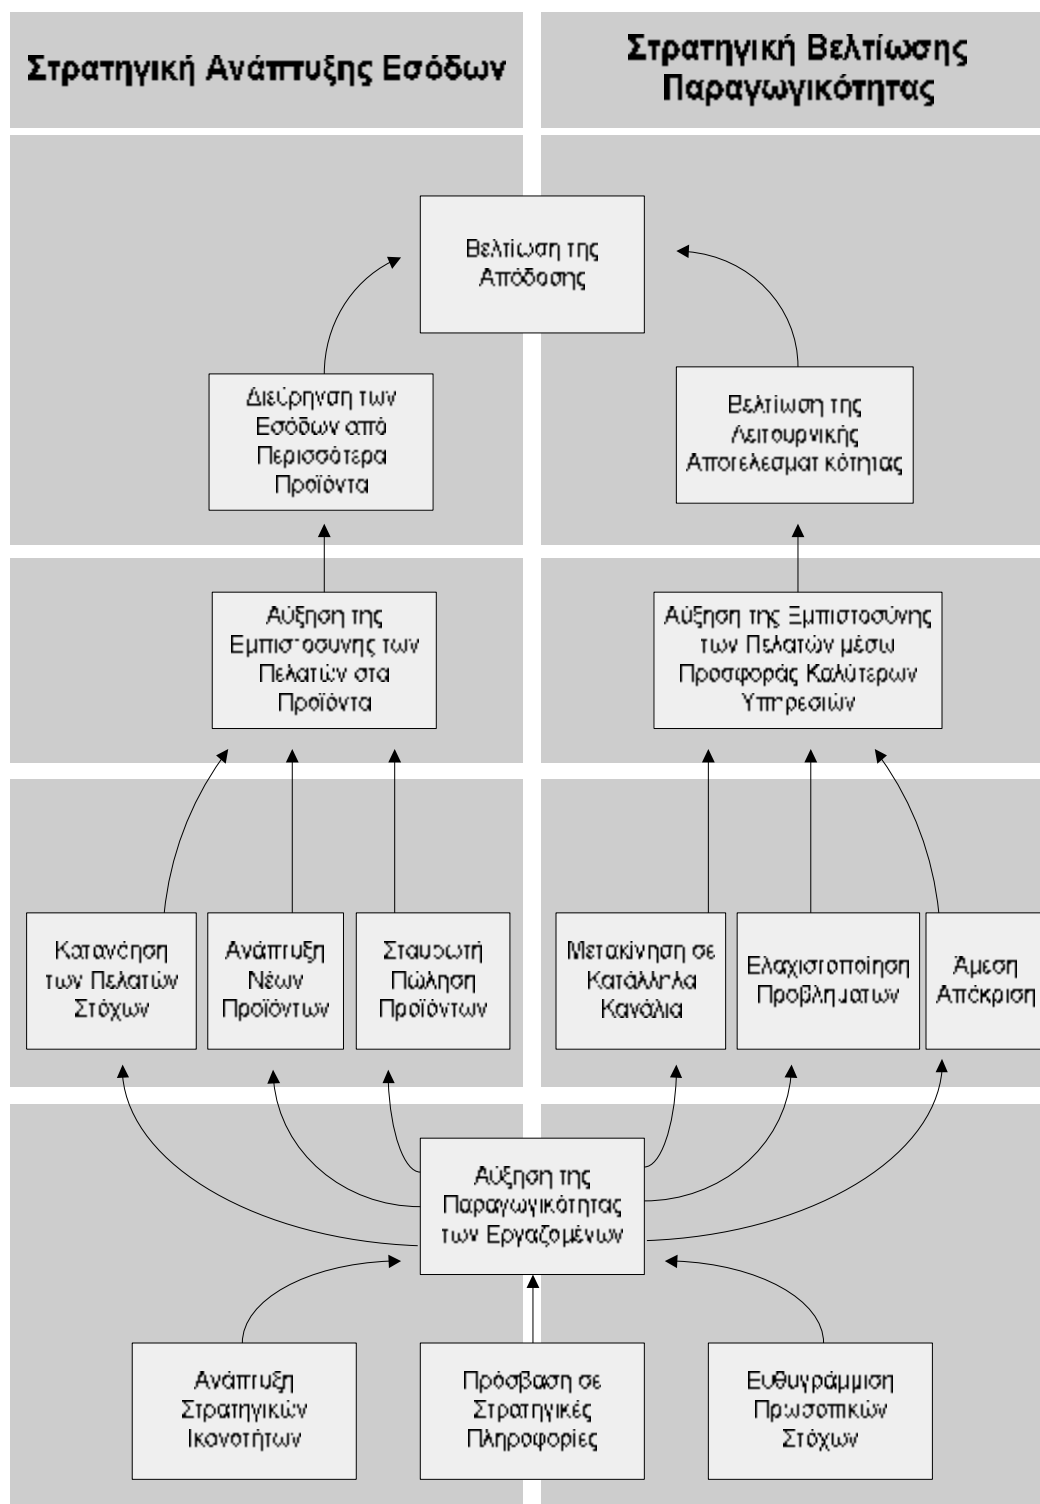 Στρατηγική Ανάπτυξης Εσόδων
Στρατηγική Βελτίωσης
Παραγωγικότητας
Βελτίωση της
Απόδοσης
Διεύρηνση των
Εσόδων από
Περισσότερα
Προϊόντα
Βελτίωση της
Λειτουργικής
Αποτελεσματικότητας
Αύξηση της
Εμπιστοσυνης των
Πελατών στα
Προϊόντα
Αύξηση της Εμπιστοσύνης
των Πελατών μέσω
Προσφοράς Καλύτερων
Υπηρεσιών
Κατανόηση
των Πελατών
Στόχων
Ανάπτυξη
Νέων
Προϊόντων
Σταυρωτή
Πώληση
Προϊόντων
Μετακίνηση σε
Κατάλληλα
Κανάλια
Ελαχιστοποίηση
Προβλημάτων
Άμεση
Απόκριση
Αύξηση της
Παραγωγικότητας
των Εργαζομένων
Ανάπτυξη
Στρατηγικών
Ικανοτήτων
Πρόσβαση σε
Στρατηγικές
Πληροφορίες
Ευθυγράμμιση
Προσωπικών
Στόχων